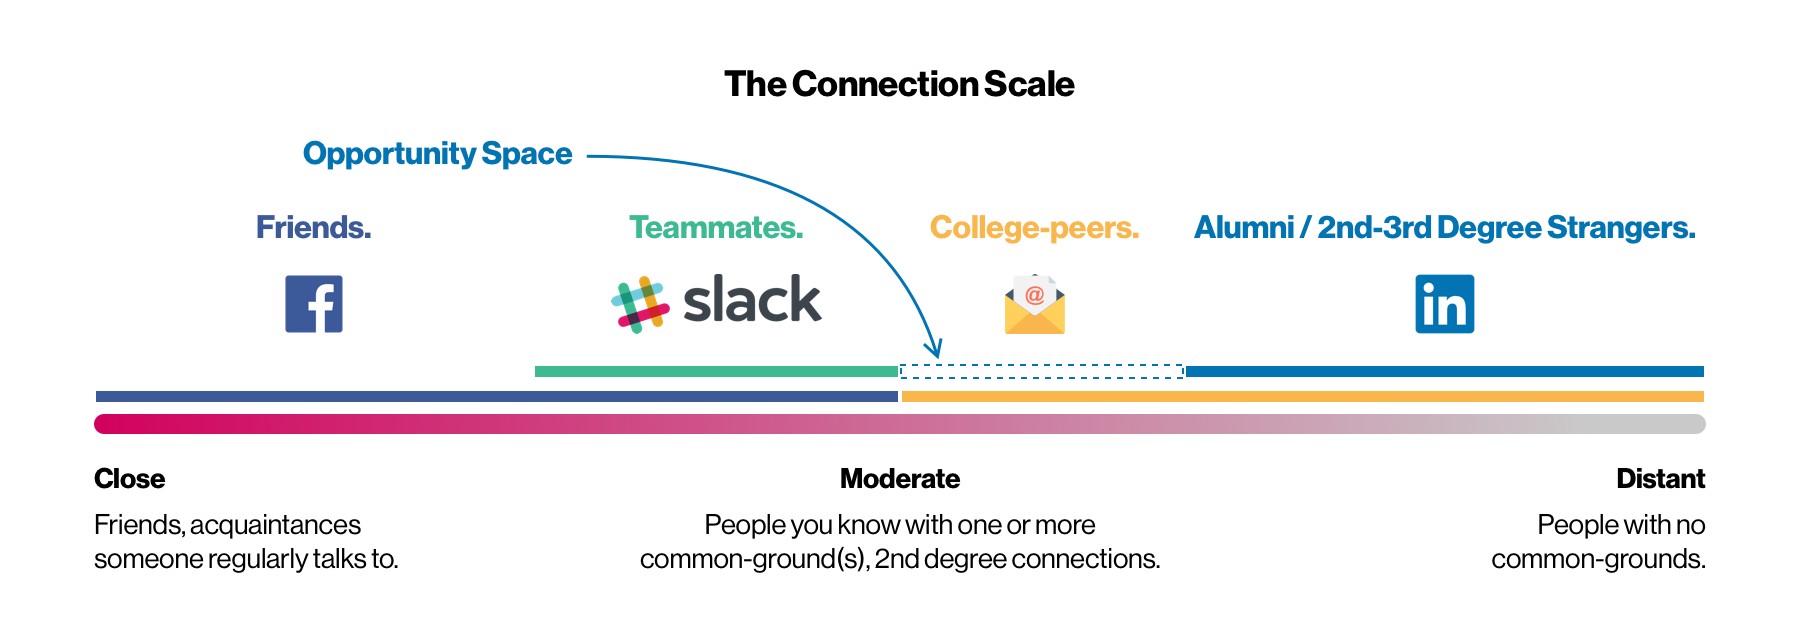 The Connection Scale
Opportunity Space
Friends.
Teammates.
College-peers.
Alumni / 2nd-3rd Degree Strangers.
f
slack
@
in
Close
Moderate
Distant
Friends, acquaintances
someone regularly talks to.
People you know with one or more
common-ground(s), 2nd degree connections.
People with no
common-grounds.